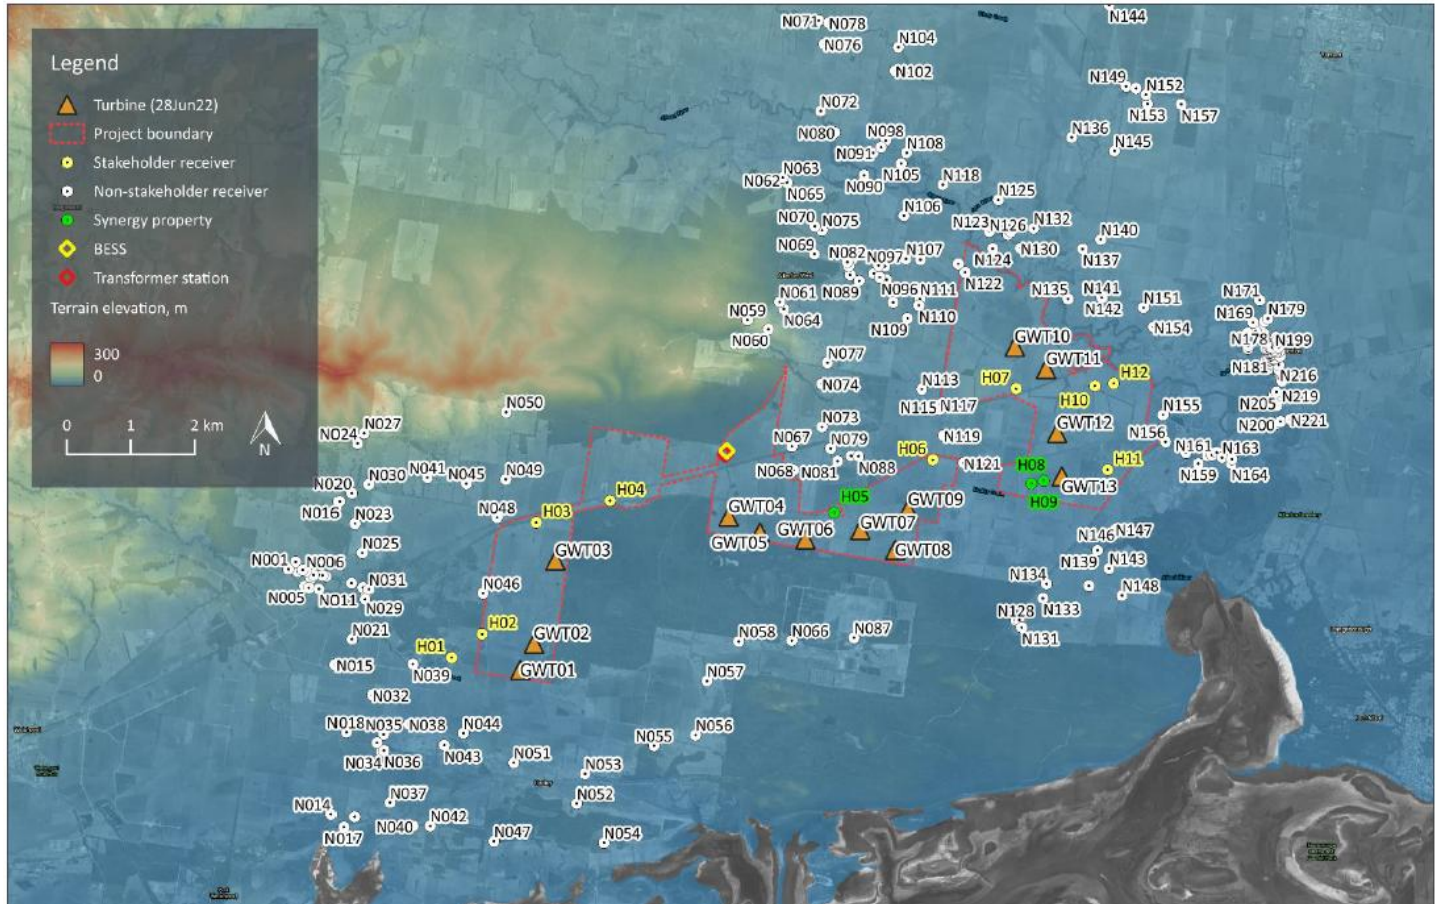 Legend
Turbine (28Jun22)
Project boundary
Stakeholder receiver
Non-stakeholder receiver
Synergy property
BESS
Transformer station
Terrain elevation, m
300
0
0 1 2 km
N
N144
N071 N078
N076
N104
N102
N149 N152
N153 N157
N072
N136
N145
N080
N098
N108
N091
N063
N062
N065
N090
N105
N118
N125
N106
N070 N075
N123 N126 N132
N140
N069
N082 N097 N107
N124
N130
N137
N122
N089
N096 N111
N135
N141
N142
N151
N171
N179
N169
N061
N059
N064
N060
N109
N110
N154
N178 N199
N181
GWT10
GWT11
N077
N074
N113
H07
H10
H12
N216
N219
N205
N200 N221
N115 N117
N050
N027
N024
N073
N079
N067
N068 N081
N088
H06
N119
N121
GWT12
N155
N156
N161 N163
N159 N164
H11
H08
H09
GWT13
N041 N045
N049
N030
N020
N016
N023
N048
H03
H04
GWT04
GWT05
GWT06
H05
GWT09
GWT07
GWT08
N025
N001 N006
N005 N011
N031
N029
N021
GWT03
N046
H02
H01
GWT02
GWT01
N015
N039
N032
N147
N146
N139 N143
N134
N148
N128
N133
N131
N058 N066 N087
N057
N056
N055
N018 N035 N038
N044
N034 N036
N043
N051
N053
N052
N037
N014
N017
N040
N042
N047
N054